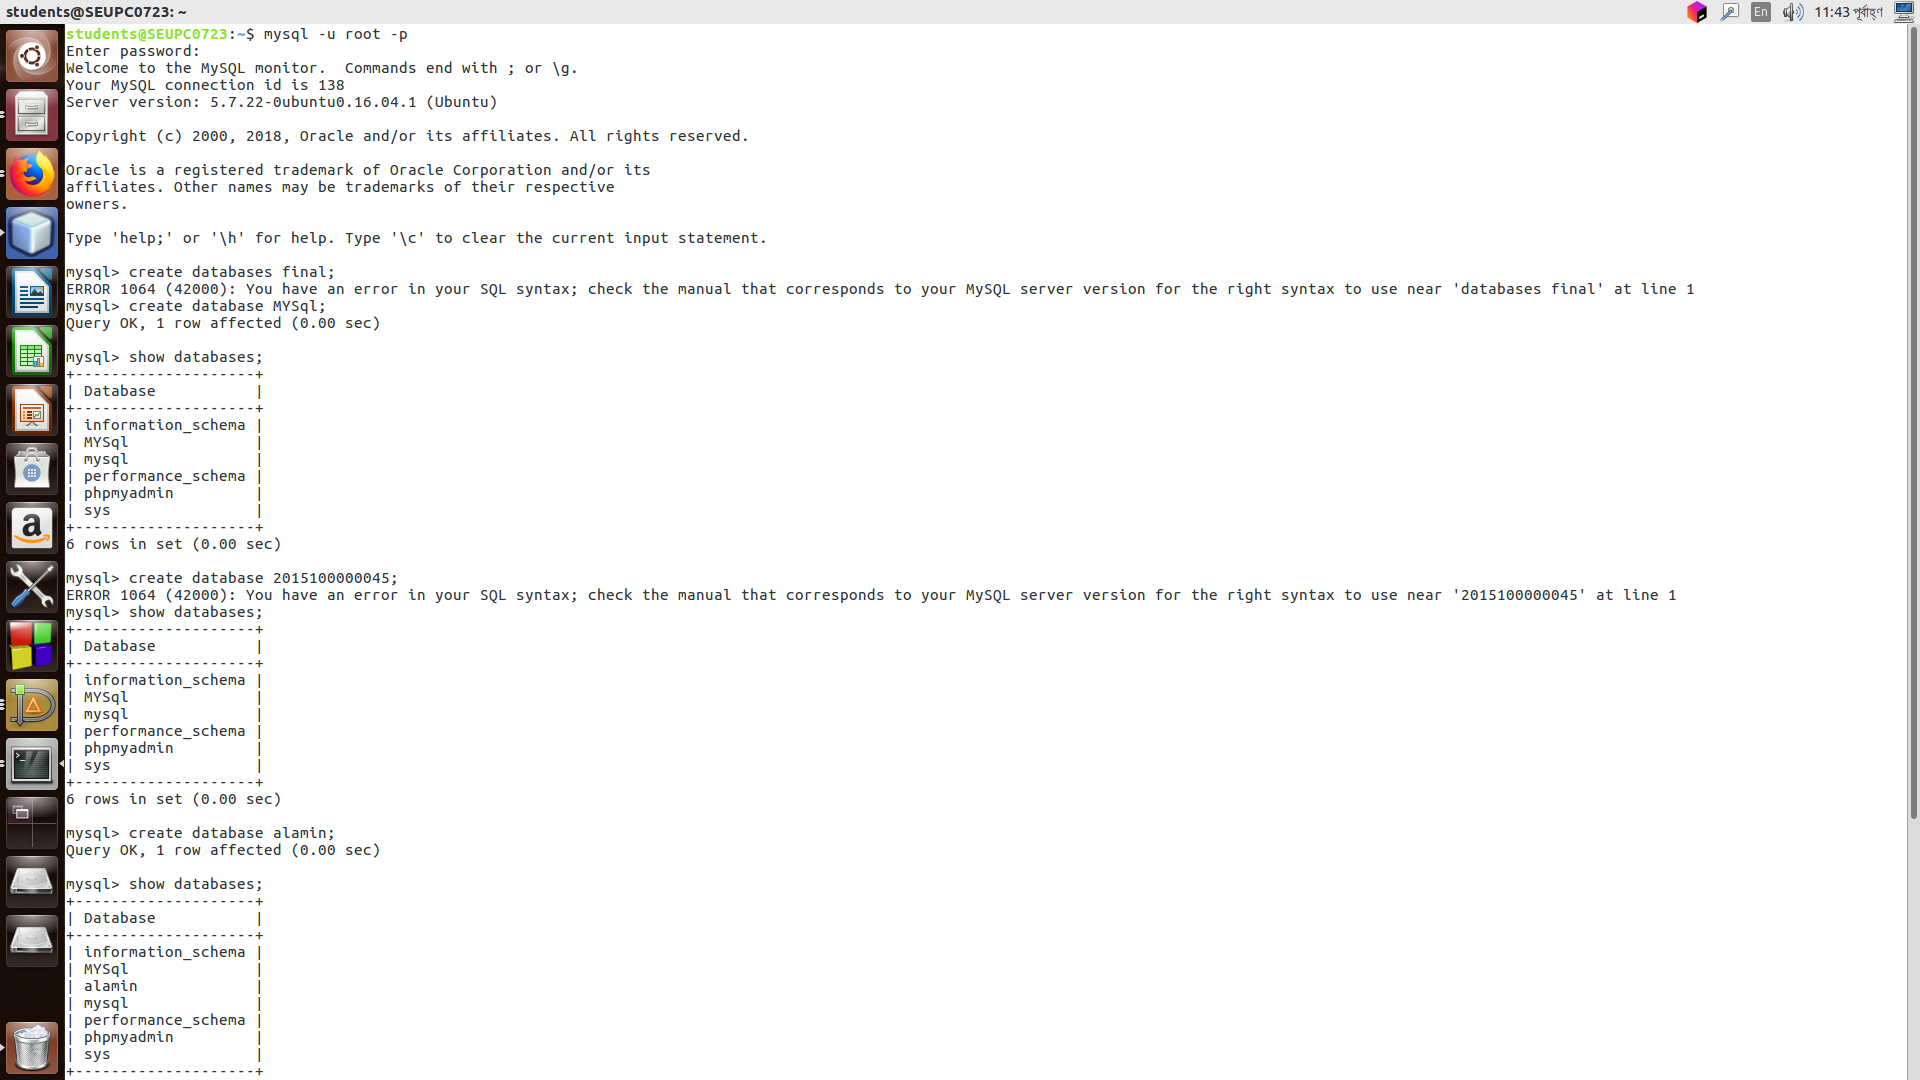 students@SEUPC0723: ~
En
11:43 পূর্বাহ্ণ
students@SEUPC0723:~$ mysql -u root -p
Enter password:
Welcome to the MySQL monitor.  Commands end with ; or \g.
Your MySQL connection id is 138
Server version: 5.7.22-0ubuntu0.16.04.1 (Ubuntu)
Copyright (c) 2000, 2018, Oracle and/or its affiliates. All rights reserved.
Oracle is a registered trademark of Oracle Corporation and/or its
affiliates. Other names may be trademarks of their respective
owners.
Type 'help;' or '\h' for help. Type '\c' to clear the current input statement.
mysql> create databases final;
ERROR 1064 (42000): You have an error in your SQL syntax; check the manual that corresponds to your MySQL server version for the right syntax to use near 'databases final' at line 1
mysql> create database MYSql;
Query OK, 1 row affected (0.00 sec)
mysql> show databases;
+--------------------+
| Database           |
+--------------------+
| information_schema |
| MYSql              |
| mysql              |
| performance_schema |
| phpmyadmin         |
| sys                |
+--------------------+
6 rows in set (0.00 sec)
mysql> create database 2015100000045;
ERROR 1064 (42000): You have an error in your SQL syntax; check the manual that corresponds to your MySQL server version for the right syntax to use near '2015100000045' at line 1
mysql> show databases;
+--------------------+
| Database           |
+--------------------+
| information_schema |
| MYSql              |
| mysql              |
| performance_schema |
| phpmyadmin         |
| sys                |
+--------------------+
6 rows in set (0.00 sec)
mysql> create database alamin;
Query OK, 1 row affected (0.00 sec)
mysql> show databases;
+--------------------+
| Database           |
+--------------------+
| information_schema |
| MYSql              |
| alamin             |
| mysql              |
| performance_schema |
| phpmyadmin         |
| sys                |
+--------------------+